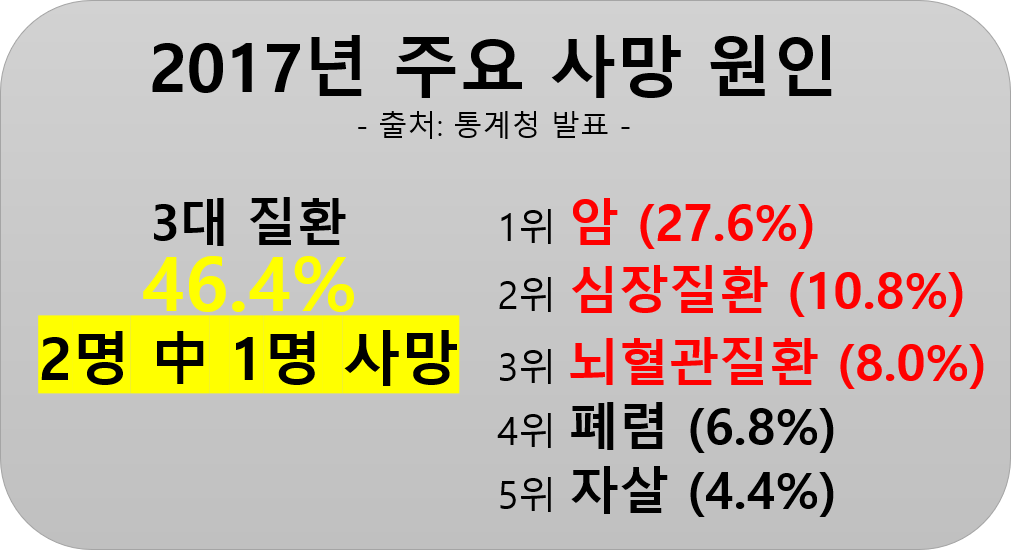 2017년 주요 사망 원인
- 출처: 통계청 발표 -
3대 질환
46.4%
2명 中 1명 사망
1위 암 (27.6%)
2위 심장질환 (10.8%)
3위 뇌혈관질환 (8.0%)
4위 폐렴 (6.8%)
5위 자살 (4.4%)